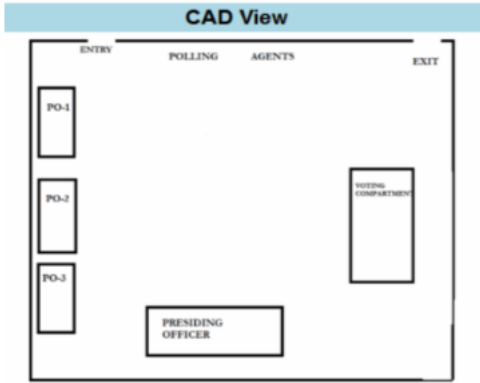 CAD View
ENTRY
POLLING AGENTS
EXIT
PO-1
PO-2
VOTING
COMPARTMENT
PO-3
PRESIDING
OFFICER